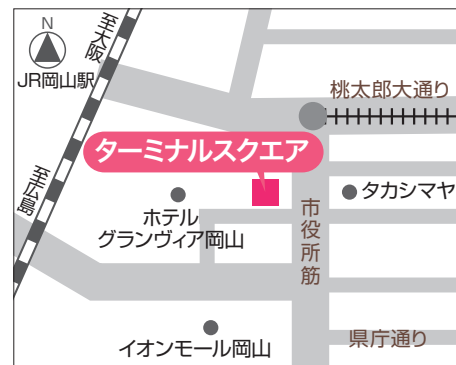 N
至大阪
JR岡山駅
桃太郎大通り
ターミナルスクエア
至広島
タカシマヤ
ホテル
グランヴィア岡山
市役所筋
イオンモール岡山
県庁通り